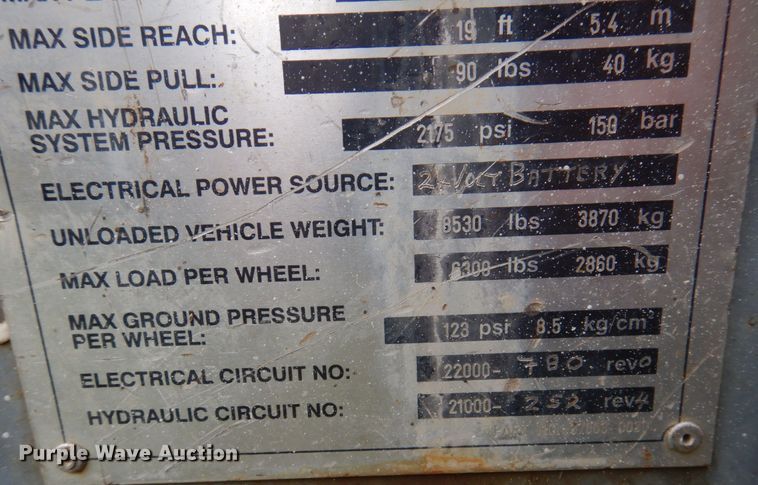 MAX SIDE REACH: 19 ft 5.4 m
MAX SIDE PULL: 90 lbs 40 kg
MAX HYDRAULIC
SYSTEM PRESSURE: 2175 psi 150 bar
ELECTRICAL POWER SOURCE: 24 VOLT BATTERY
UNLOADED VEHICLE WEIGHT: 8530 lbs 3870 kg
MAX LOAD PER WHEEL: 6300 lbs 2860 kg
MAX GROUND PRESSURE
PER WHEEL: 123 psi 8.5 kg/cm
ELECTRICAL CIRCUIT NO: 22000-780 rev0
HYDRAULIC CIRCUIT NO: 21000-252 rev4
PART
Purple Wave Auction